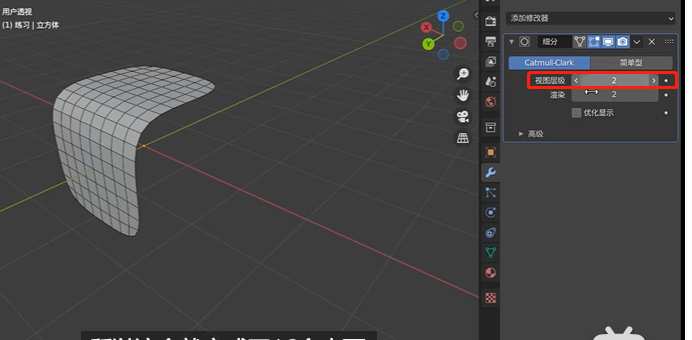 用户透视
(1) 练习 | 立方体
X
Y
Z
添加修改器
细分
Catmull-Clark
简单型
视图层级
2
渲染
2
优化显示
高级